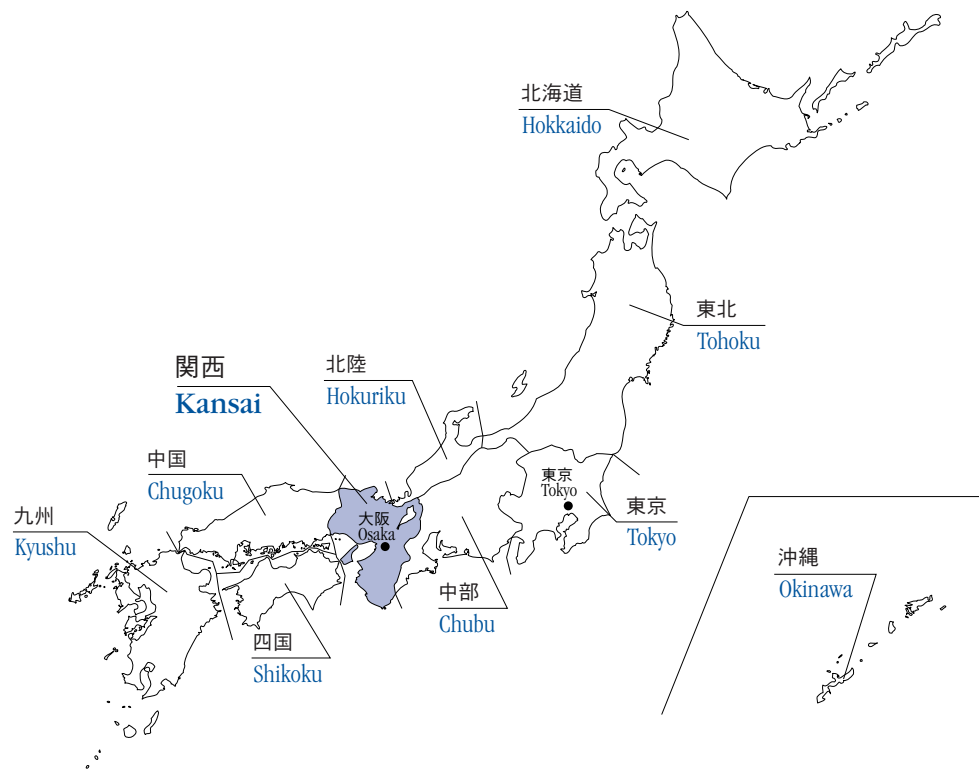 北海道
Hokkaido
東北
Tohoku
関西
Kansai
北陸
Hokuriku
中国
Chugoku
東京
Tokyo
九州
Kyushu
大阪
Osaka
東京
Tokyo
沖縄
Okinawa
中部
Chubu
四国
Shikoku